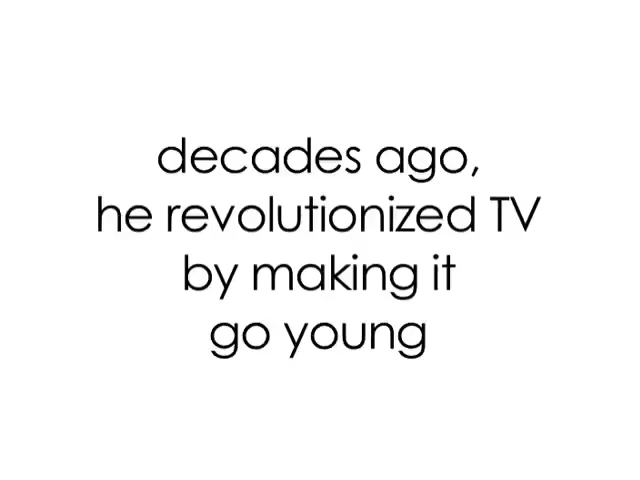 decades ago,
he revolutionized TV
by making it
go young